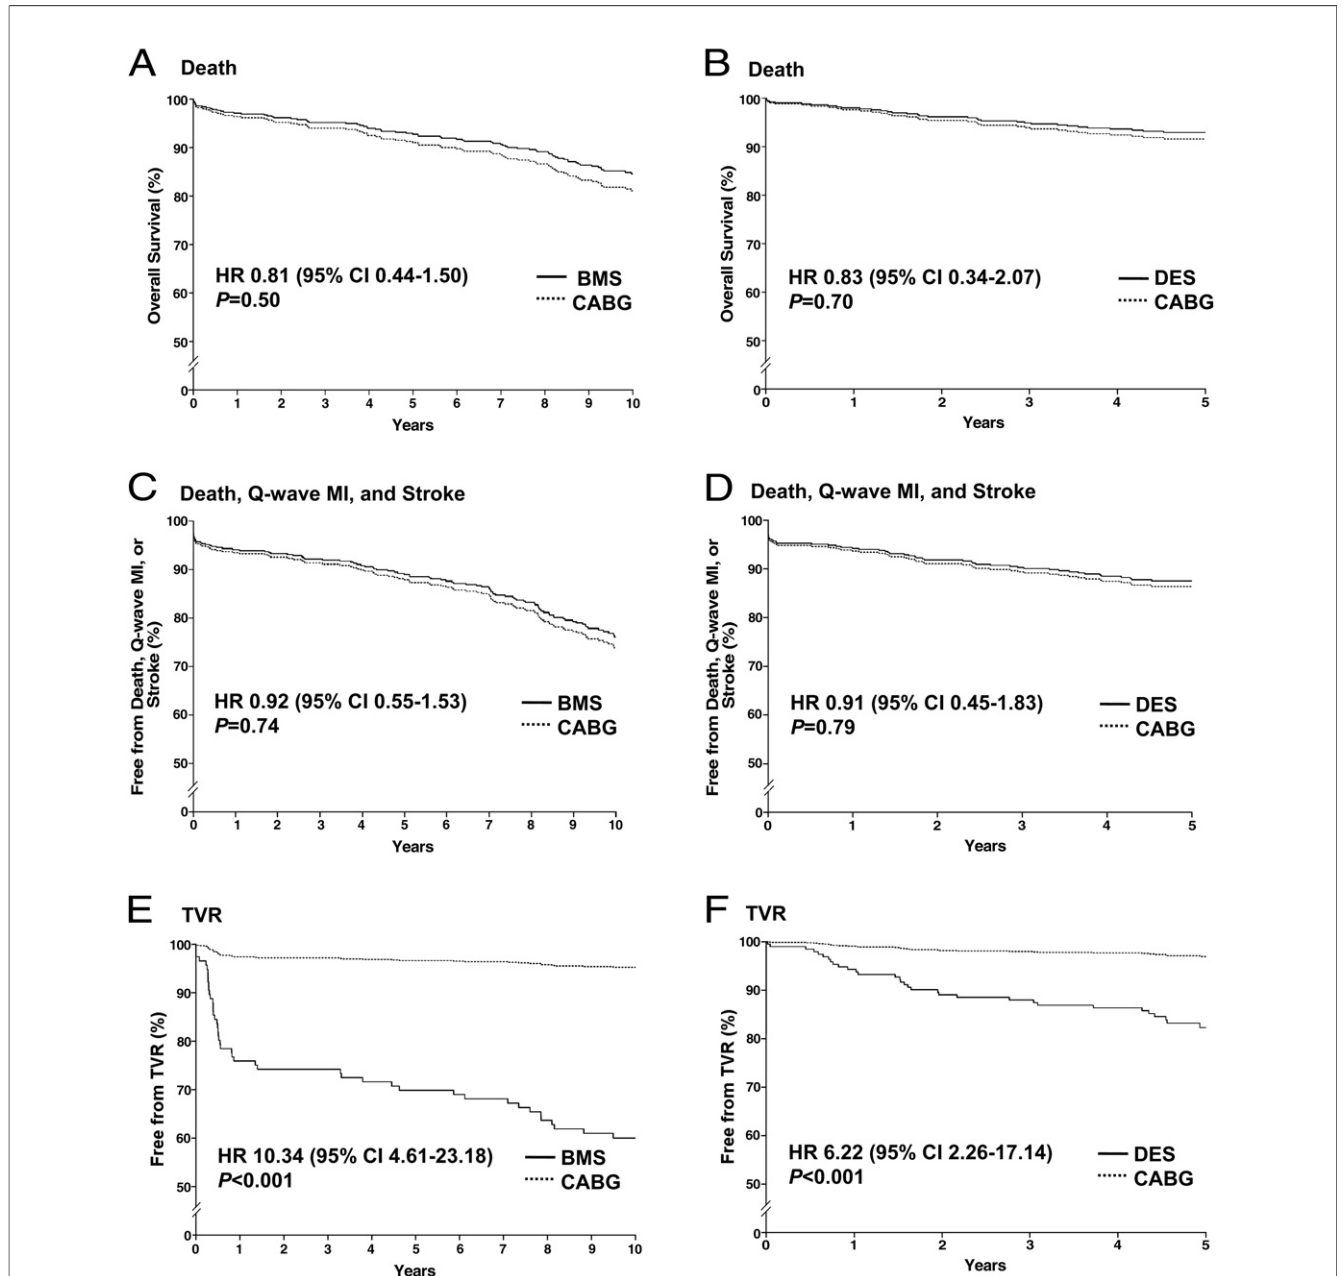 A Death
100
90
80
70
60
50
0
Overall Survival (%)
HR 0.81 (95% CI 0.44-1.50)
P=0.50
BMS
CABG
0 1 2 3 4 5 6 7 8 9 10
Years
B Death
100
90
80
70
60
50
0
Overall Survival (%)
HR 0.83 (95% CI 0.34-2.07)
P=0.70
DES
CABG
0 1 2 3 4 5
Years
C Death, Q-wave MI, and Stroke
100
90
80
70
60
50
0
Free from Death, Q-wave MI, or
Stroke (%)
HR 0.92 (95% CI 0.55-1.53)
P=0.74
BMS
CABG
0 1 2 3 4 5 6 7 8 9 10
Years
D Death, Q-wave MI, and Stroke
100
90
80
70
60
50
0
Free from Death, Q-wave MI, or
Stroke (%)
HR 0.91 (95% CI 0.45-1.83)
P=0.79
DES
CABG
0 1 2 3 4 5
Years
E TVR
100
90
80
70
60
50
0
Free from TVR (%)
HR 10.34 (95% CI 4.61-23.18)
P<0.001
BMS
CABG
0 1 2 3 4 5 6 7 8 9 10
Years
F TVR
100
90
80
70
60
50
0
Free from TVR (%)
HR 6.22 (95% CI 2.26-17.14)
P<0.001
DES
CABG
0 1 2 3 4 5
Years